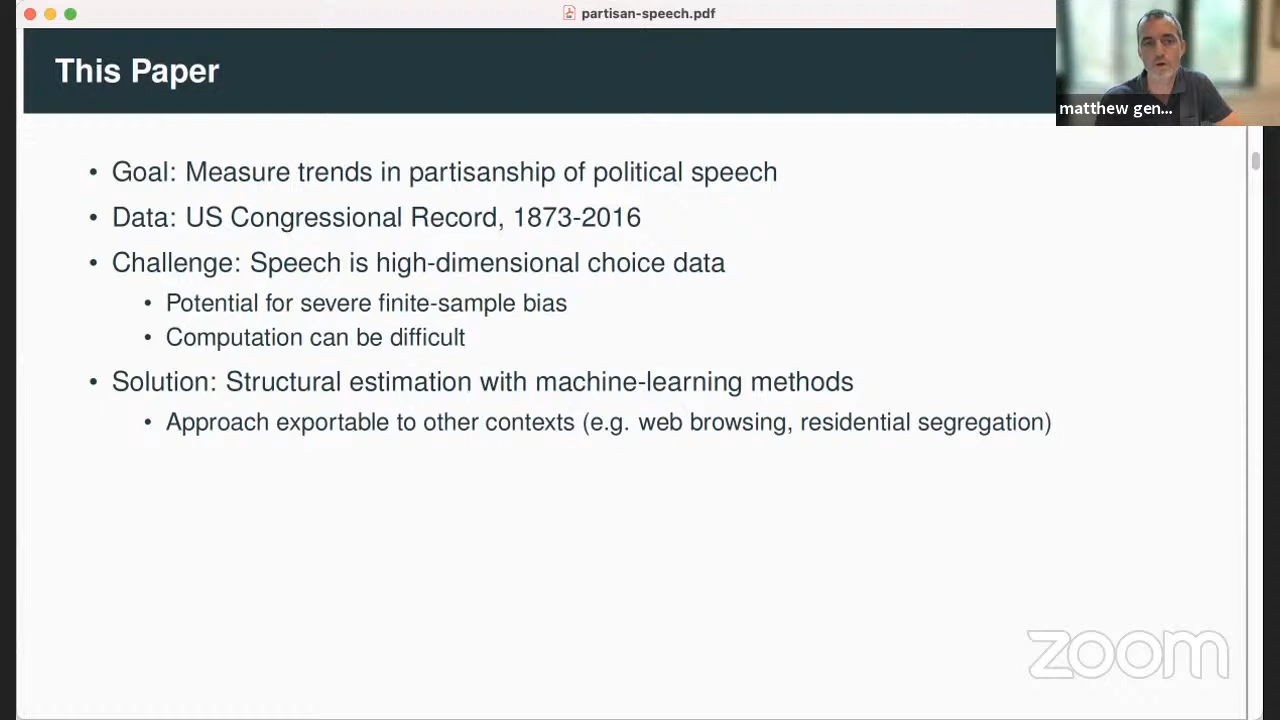 partisan-speech.pdf
This Paper
matthew gen...
• Goal: Measure trends in partisanship of political speech
• Data: US Congressional Record, 1873-2016
• Challenge: Speech is high-dimensional choice data
• Potential for severe finite-sample bias
• Computation can be difficult
• Solution: Structural estimation with machine-learning methods
• Approach exportable to other contexts (e.g. web browsing, residential segregation)
zoom